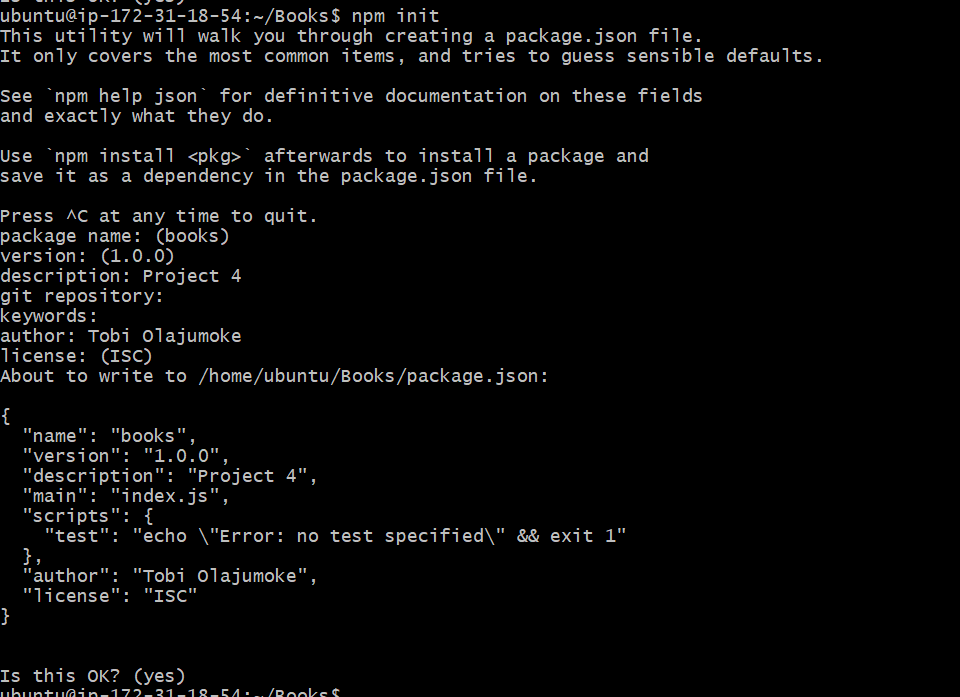 is this OK? (yes)
ubuntu@ip-172-31-18-54:~/Books$ npm init
This utility will walk you through creating a package.json file.
It only covers the most common items, and tries to guess sensible defaults.
See `npm help json` for definitive documentation on these fields
and exactly what they do.
Use `npm install <pkg>` afterwards to install a package and
save it as a dependency in the package.json file.
Press ^C at any time to quit.
package name: (books)
version: (1.0.0)
description: Project 4
git repository:
keywords:
author: Tobi Olajumoke
license: (ISC)
About to write to /home/ubuntu/Books/package.json:
{
  "name": "books",
  "version": "1.0.0",
  "description": "Project 4",
  "main": "index.js",
  "scripts": {
    "test": "echo \"Error: no test specified\" && exit 1"
  },
  "author": "Tobi Olajumoke",
  "license": "ISC"
}
Is this OK? (yes)
ubuntu@ip-172-31-18-54:~/Books$